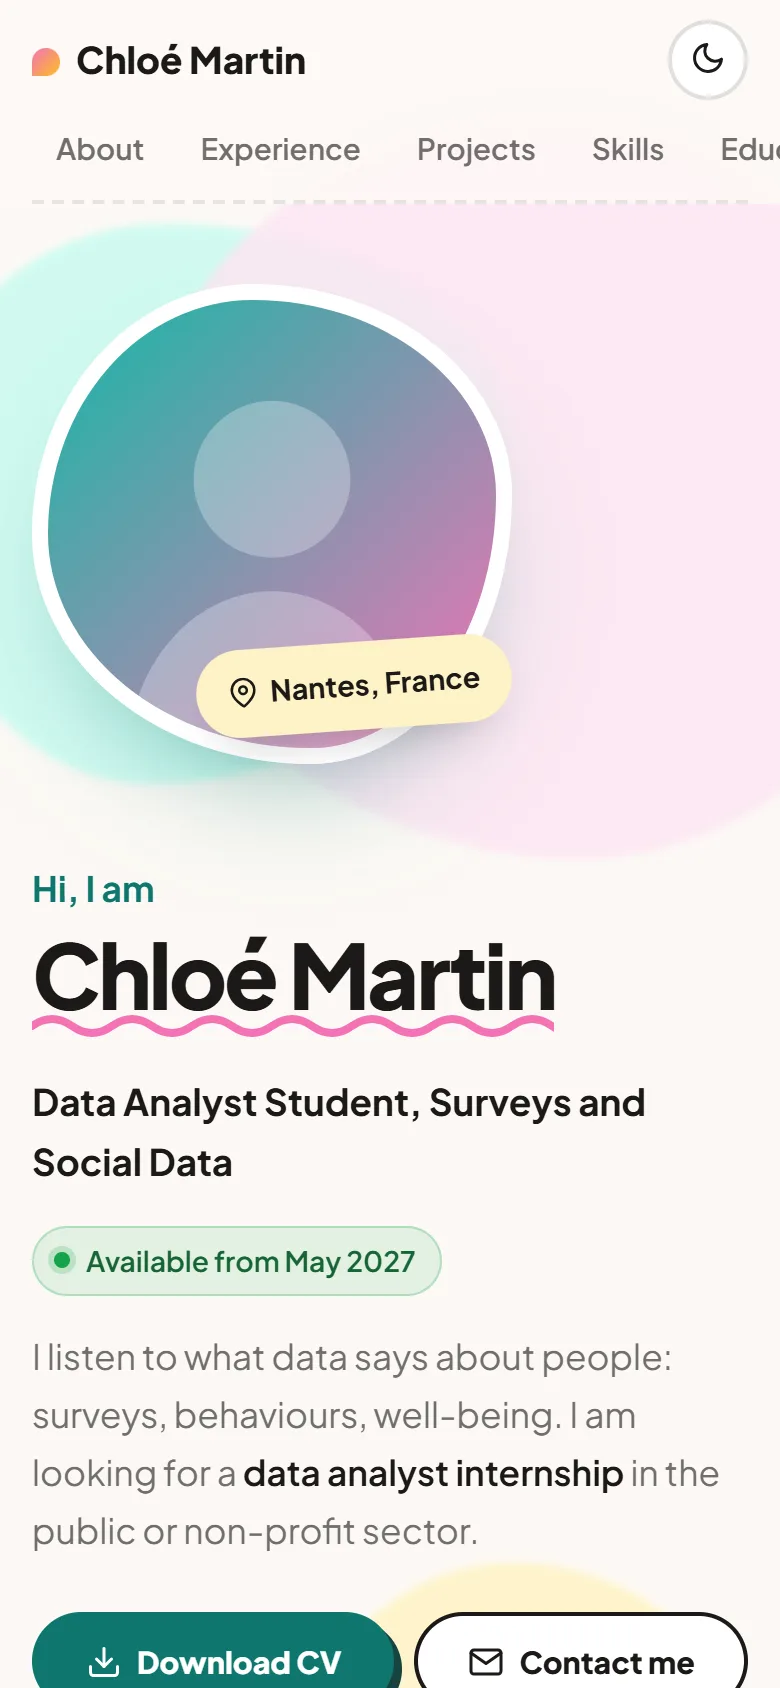 Chloé Martin
About Experience Projects Skills Educ
Nantes, France
Hi, I am
Chloé Martin
Data Analyst Student, Surveys and
Social Data
Available from May 2027
I listen to what data says about people:
surveys, behaviours, well-being. I am
looking for a data analyst internship in the
public or non-profit sector.
Download CV Contact me